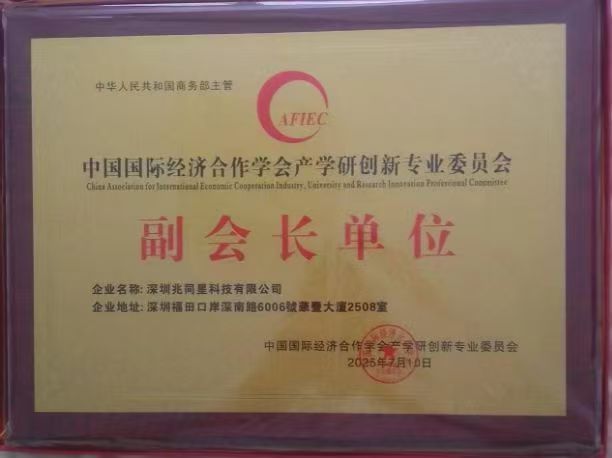 中华人民共和国商务部主管
AFIEC
中国国际经济合作学会产学研创新专业委员会
China Association for International Economic Cooperation Industry, University and Research Innovation Professional Committee
副会长单位
企业名称: 深圳兆同星科技有限公司
企业地址: 深圳福田口岸深南路6006號華豐大廈2508室
中国国际经济合作学会产学研创新专业委员会
2025年7月10日